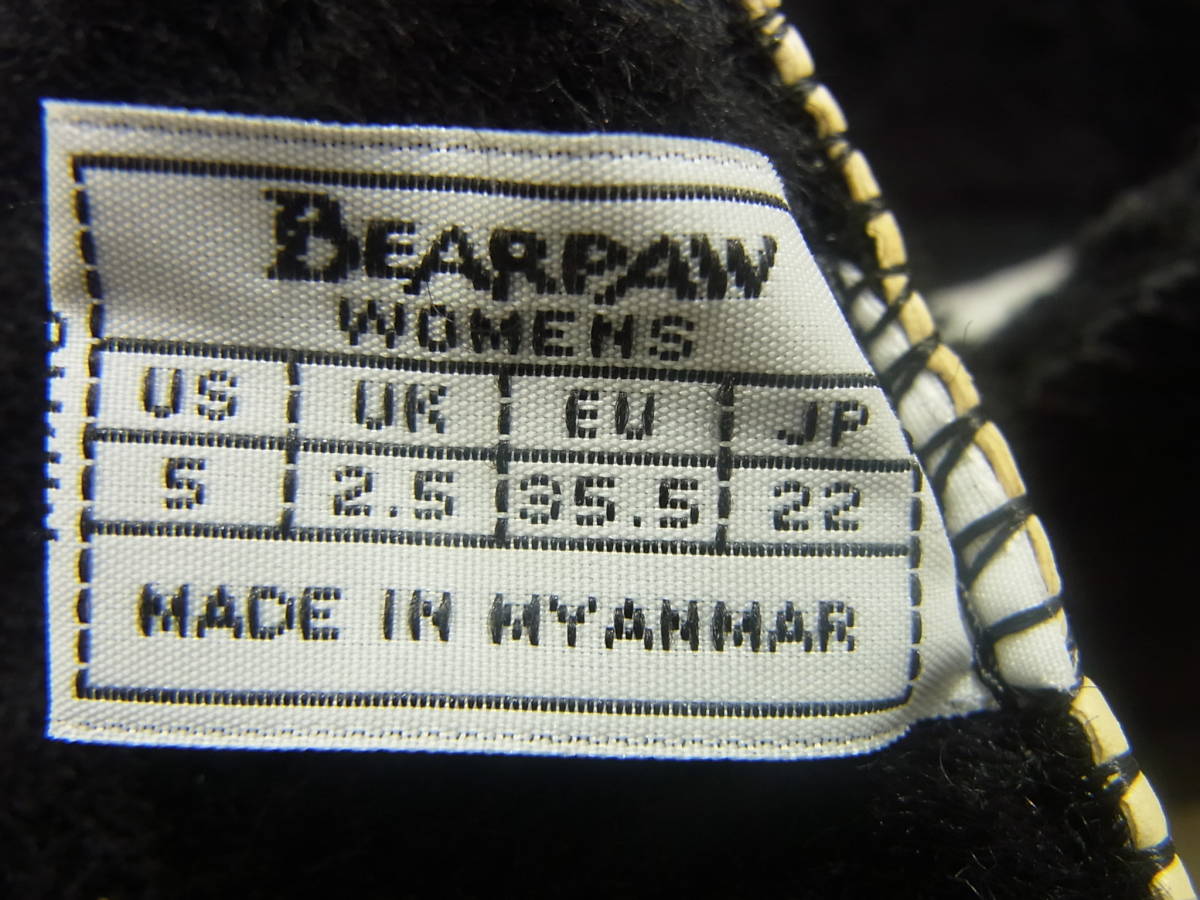 BEARPAW
WOMENS
US UK EU JP
5 2.5 35.5 22
MADE IN MYANMAR